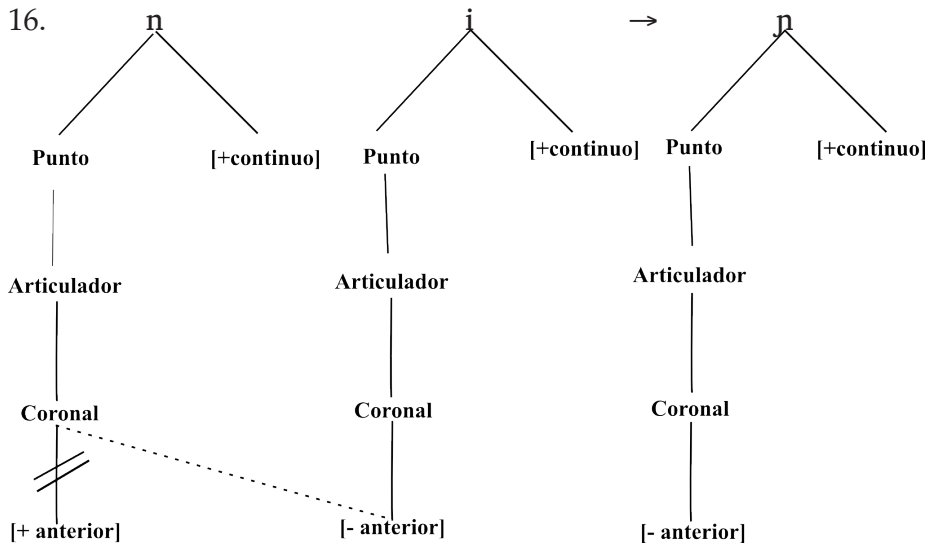 16. n i → ɲ
Punto [+continuo] Punto [+continuo] Punto [+continuo]
Articulador Articulador Articulador
Coronal Coronal Coronal
[+ anterior] [- anterior] [- anterior]